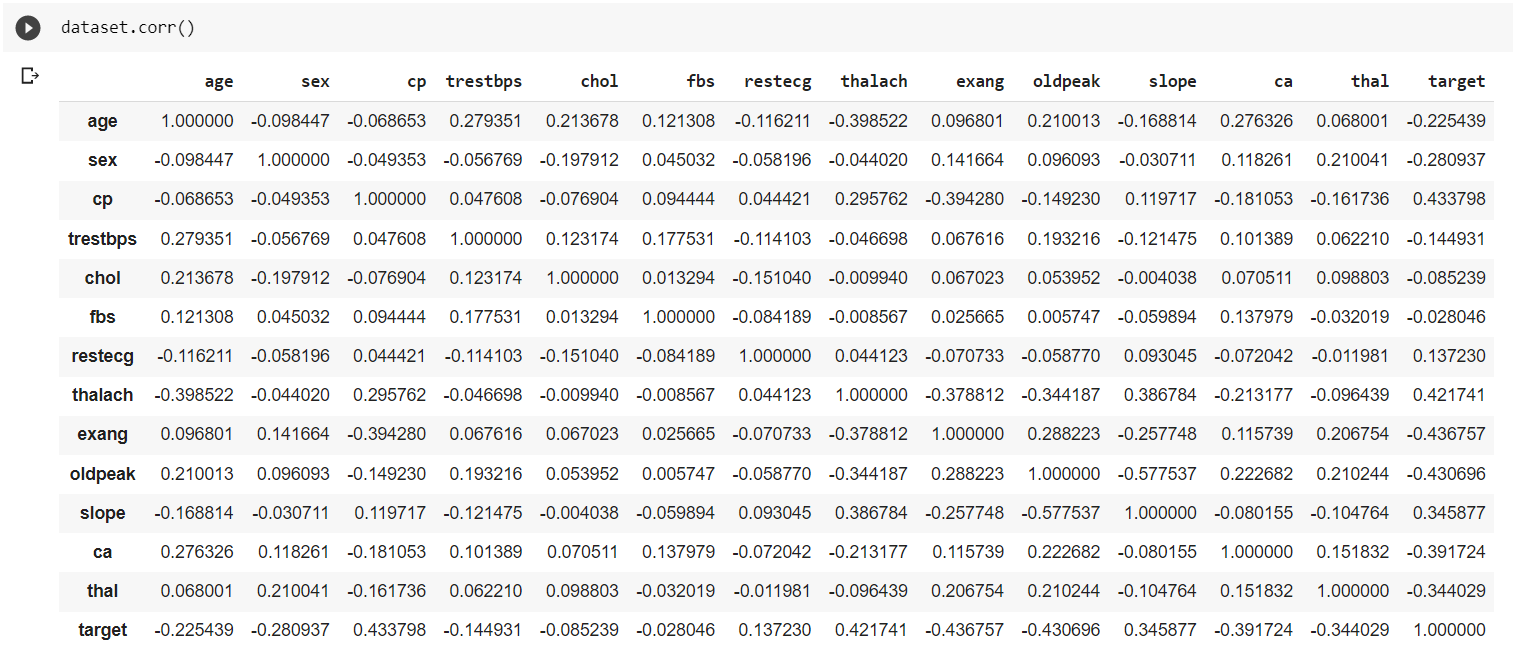 dataset.corr()
age sex cp trestbps chol fbs restecg thalach exang oldpeak slope ca thal target
age 1.000000 -0.098447 -0.068653 0.279351 0.213678 0.121308 -0.116211 -0.398522 0.096801 0.210013 -0.168814 0.276326 0.068001 -0.225439
sex -0.098447 1.000000 -0.049353 -0.056769 -0.197912 0.045032 -0.058196 -0.044020 0.141664 0.096093 -0.030711 0.118261 0.210041 -0.280937
cp -0.068653 -0.049353 1.000000 0.047608 -0.076904 0.094444 0.044421 0.295762 -0.394280 -0.149230 0.119717 -0.181053 -0.161736 0.433798
trestbps 0.279351 -0.056769 0.047608 1.000000 0.123174 0.177531 -0.114103 -0.046698 0.067616 0.193216 -0.121475 0.101389 0.062210 -0.144931
chol 0.213678 -0.197912 -0.076904 0.123174 1.000000 0.013294 -0.151040 -0.009940 0.067023 0.053952 -0.004038 0.070511 0.098803 -0.085239
fbs 0.121308 0.045032 0.094444 0.177531 0.013294 1.000000 -0.084189 -0.008567 0.025665 0.005747 -0.059894 0.137979 -0.032019 -0.028046
restecg -0.116211 -0.058196 0.044421 -0.114103 -0.151040 -0.084189 1.000000 0.044123 -0.070733 -0.058770 0.093045 -0.072042 -0.011981 0.137230
thalach -0.398522 -0.044020 0.295762 -0.046698 -0.009940 -0.008567 0.044123 1.000000 -0.378812 -0.344187 0.386784 -0.213177 -0.096439 0.421741
exang 0.096801 0.141664 -0.394280 0.067616 0.067023 0.025665 -0.070733 -0.378812 1.000000 0.288223 -0.257748 0.115739 0.206754 -0.436757
oldpeak 0.210013 0.096093 -0.149230 0.193216 0.053952 0.005747 -0.058770 -0.344187 0.288223 1.000000 -0.577537 0.222682 0.210244 -0.430696
slope -0.168814 -0.030711 0.119717 -0.121475 -0.004038 -0.059894 0.093045 0.386784 -0.257748 -0.577537 1.000000 -0.080155 -0.104764 0.345877
ca 0.276326 0.118261 -0.181053 0.101389 0.070511 0.137979 -0.072042 -0.213177 0.115739 0.222682 -0.080155 1.000000 0.151832 -0.391724
thal 0.068001 0.210041 -0.161736 0.062210 0.098803 -0.032019 -0.011981 -0.096439 0.206754 0.210244 -0.104764 0.151832 1.000000 -0.344029
target -0.225439 -0.280937 0.433798 -0.144931 -0.085239 -0.028046 0.137230 0.421741 -0.436757 -0.430696 0.345877 -0.391724 -0.344029 1.000000